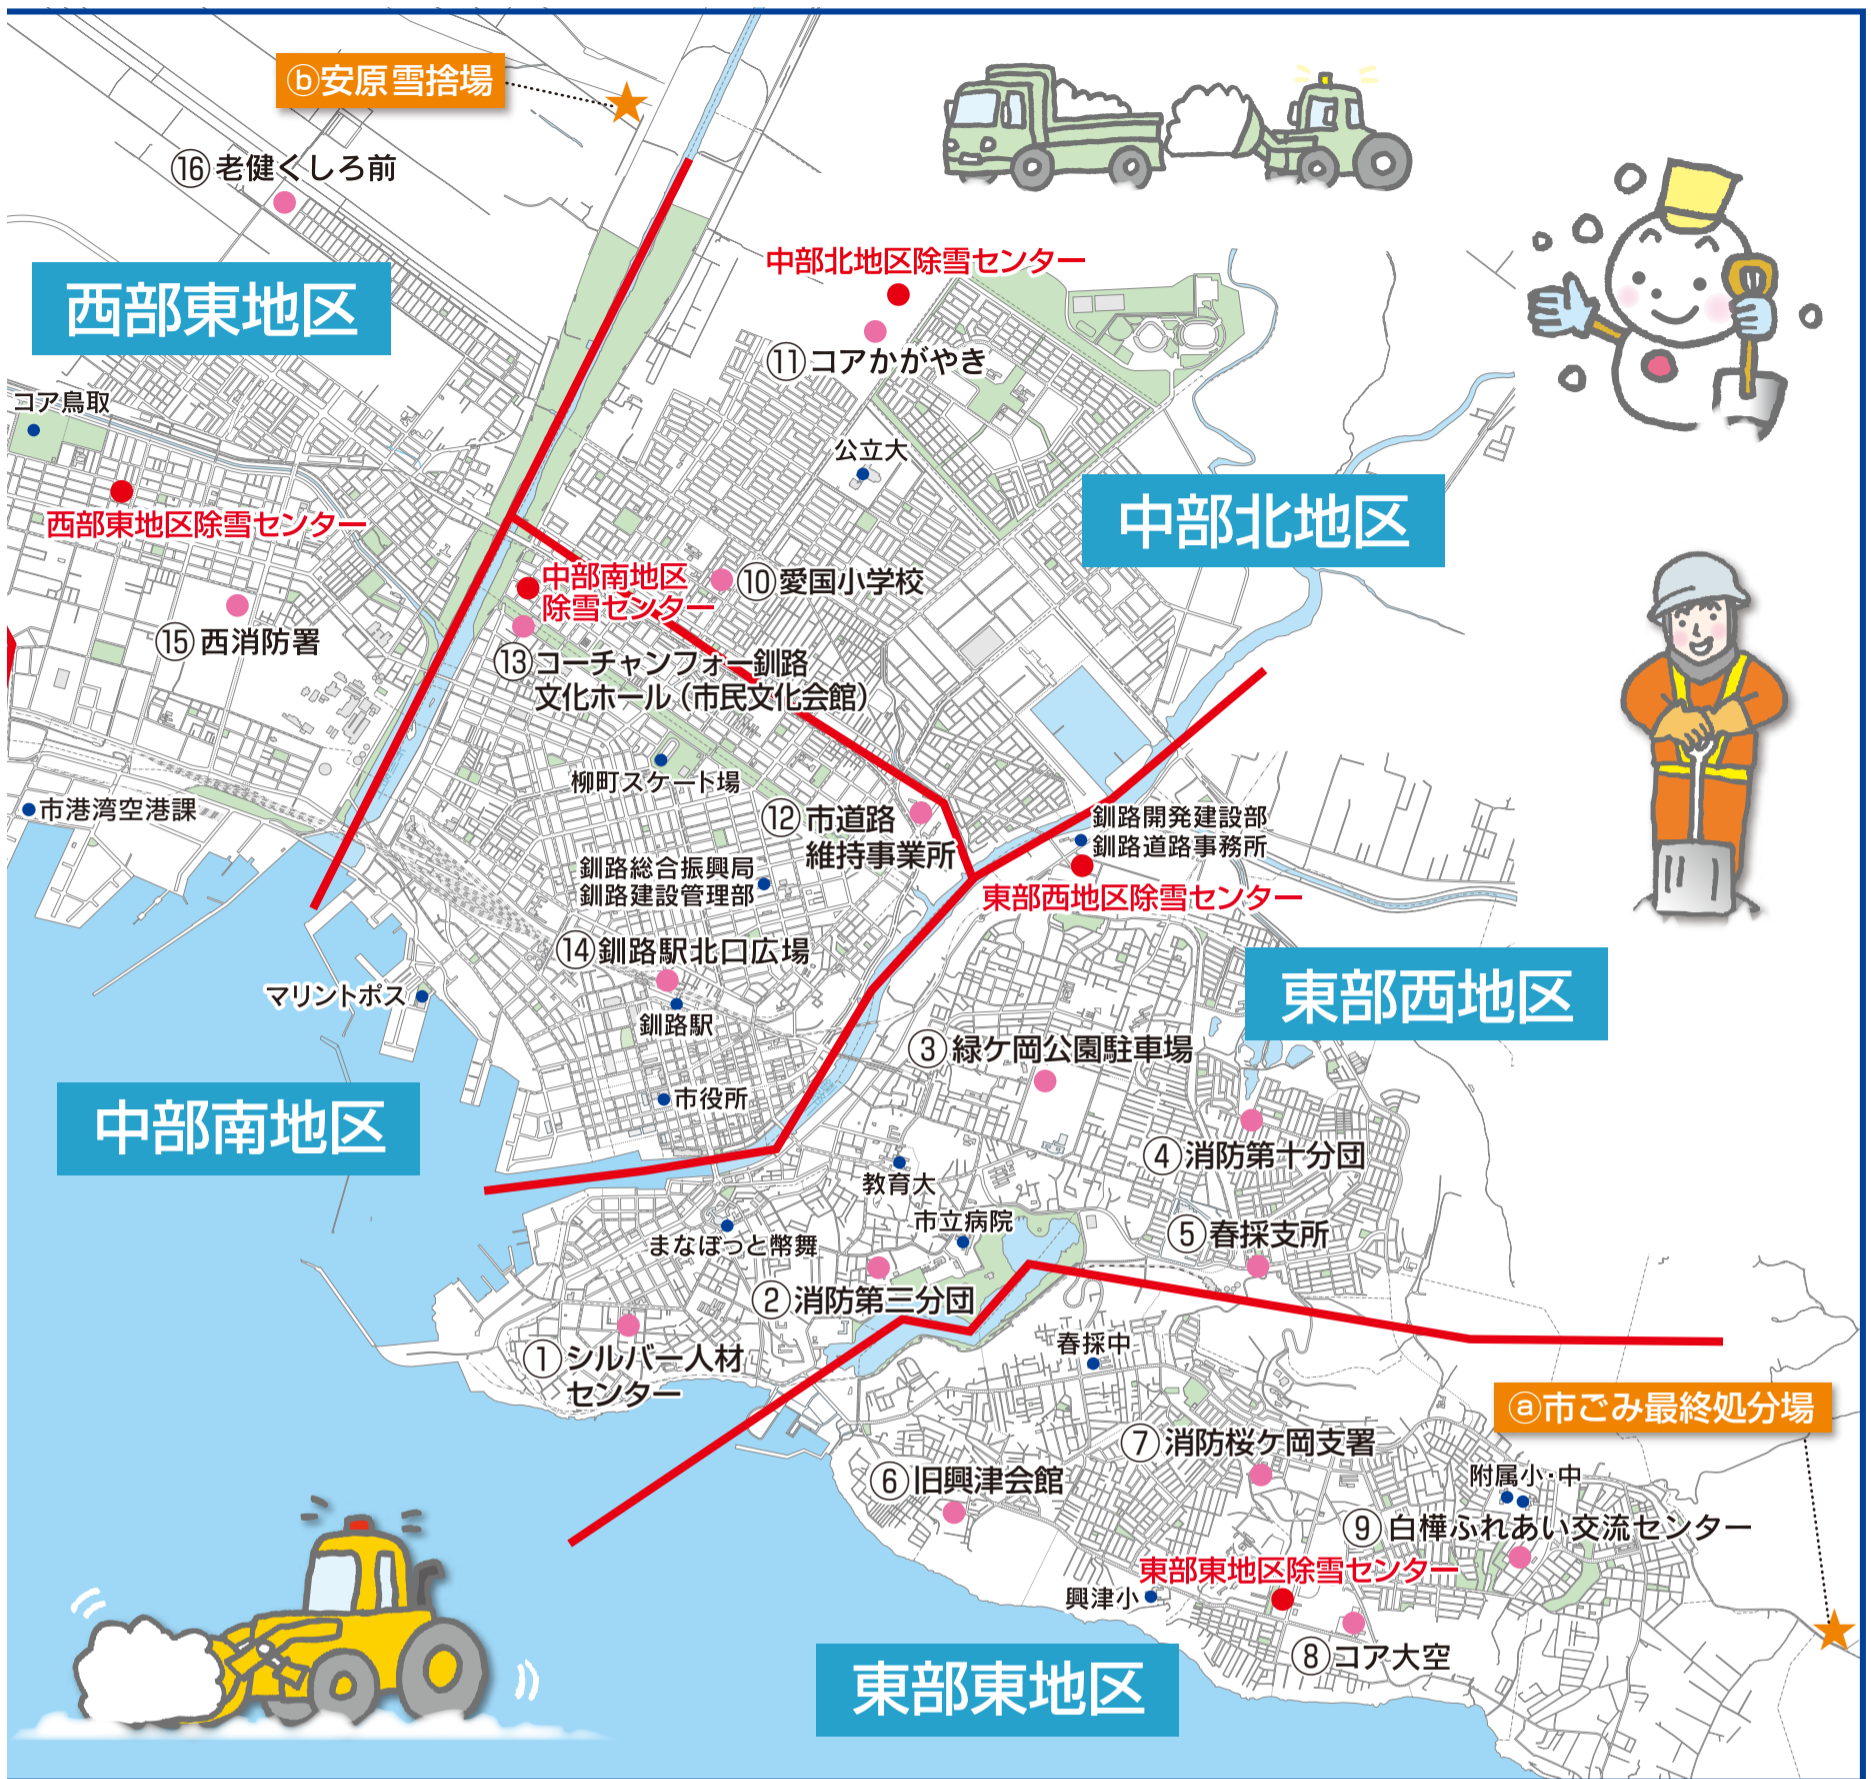 ⓑ安原雪捨場
⑯老健くしろ前
西部東地区
中部北地区除雪センター
⑪コアかがやき
コア鳥取
公立大
西部東地区除雪センター
中部北地区
中部南地区
除雪センター
⑩愛国小学校
⑮西消防署
⑬コーチャンフォー釧路
文化ホール（市民文化会館）
柳町スケート場
市港湾空港課
⑫市道路
維持事業所
釧路開発建設部
釧路道路事務所
釧路総合振興局
釧路建設管理部
東部西地区除雪センター
⑭釧路駅北口広場
東部西地区
マリントポス
釧路駅
③緑ケ岡公園駐車場
市役所
中部南地区
④消防第十分団
教育大
市立病院
⑤春採支所
まなぼっと幣舞
②消防第三分団
①シルバー人材
センター
春採中
ⓐ市ごみ最終処分場
⑦消防桜ケ岡支署
⑥旧興津会館
附属小・中
⑨白樺ふれあい交流センター
東部東地区除雪センター
興津小
⑧コア大空
東部東地区